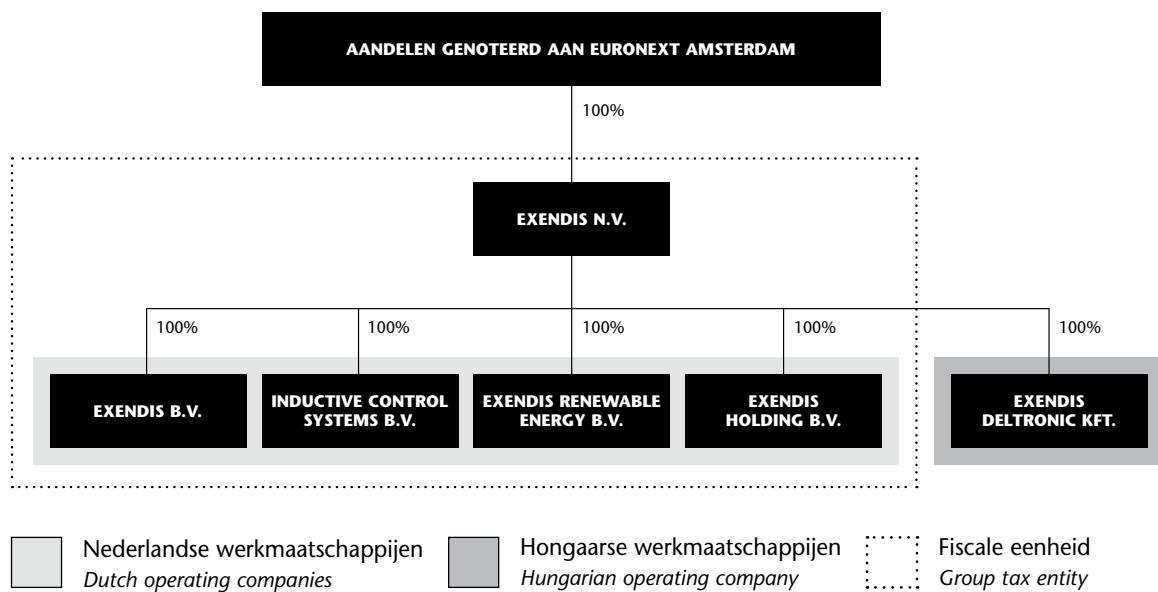 AANDELEN GENOTEERD AAN EURONEXT AMSTERDAM
100%
EXENDIS N.V.
100%
100%
100%
100%
100%
EXENDIS B.V.
INDUCTIVE CONTROL
SYSTEMS B.V.
EXENDIS RENEWABLE
ENERGY B.V.
EXENDIS
HOLDING B.V.
EXENDIS
DELTRONIC KFT.
Nederlandse werkmaatschappijen
Dutch operating companies
Hongaarse werkmaatschappijen
Hungarian operating company
Fiscale eenheid
Group tax entity